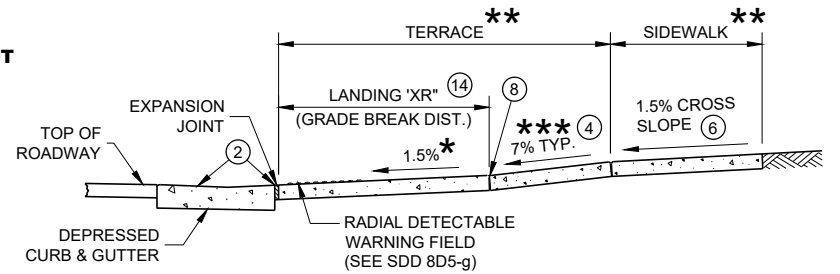 OT
TERRACE **
SIDEWALK **
LANDING 'XR" 14
(GRADE BREAK DIST.)
8
EXPANSION
JOINT
1.5% CROSS
SLOPE 6
*** 4
7% TYP.
TOP OF
ROADWAY
2
1.5% *
DEPRESSED
CURB & GUTTER
RADIAL DETECTABLE
WARNING FIELD
(SEE SDD 8D5-g)